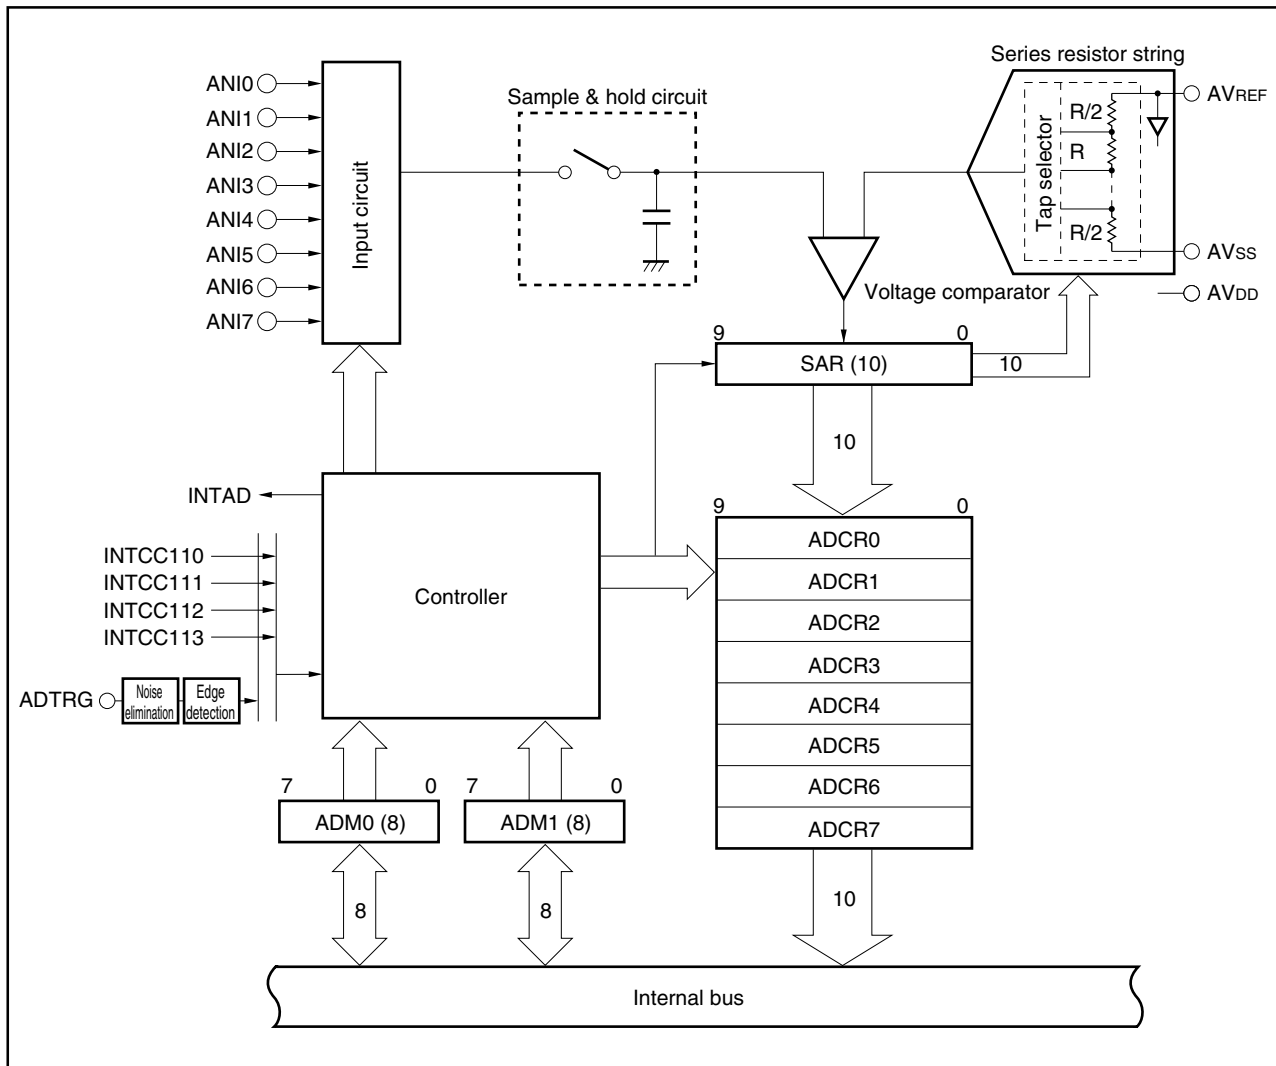 Series resistor string
ANI0
ANI1
ANI2
ANI3
ANI4
ANI5
ANI6
ANI7
Input circuit
Sample & hold circuit
Tap selector
R/2
R
R/2
AVREF
AVSS
AVDD
Voltage comparator
9 0
SAR (10)
10
10
INTAD
INTCC110
INTCC111
INTCC112
INTCC113
ADTRG
Noise
elimination
Edge
detection
Controller
9 0
ADCR0
ADCR1
ADCR2
ADCR3
ADCR4
ADCR5
ADCR6
ADCR7
7 0
ADM0 (8)
7 0
ADM1 (8)
8
8
10
Internal bus